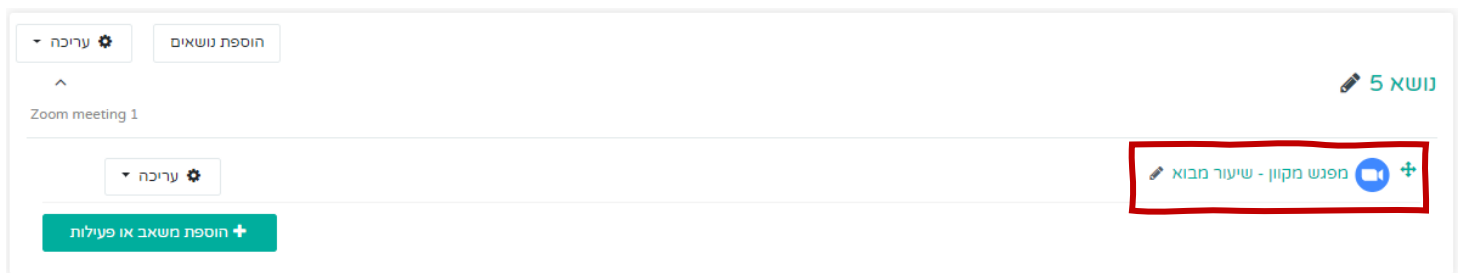 הוספת נושאים
עריכה
נושא 5
Zoom meeting 1
מפגש מקוון - שיעור מבוא
עריכה
הוספת משאב או פעילות